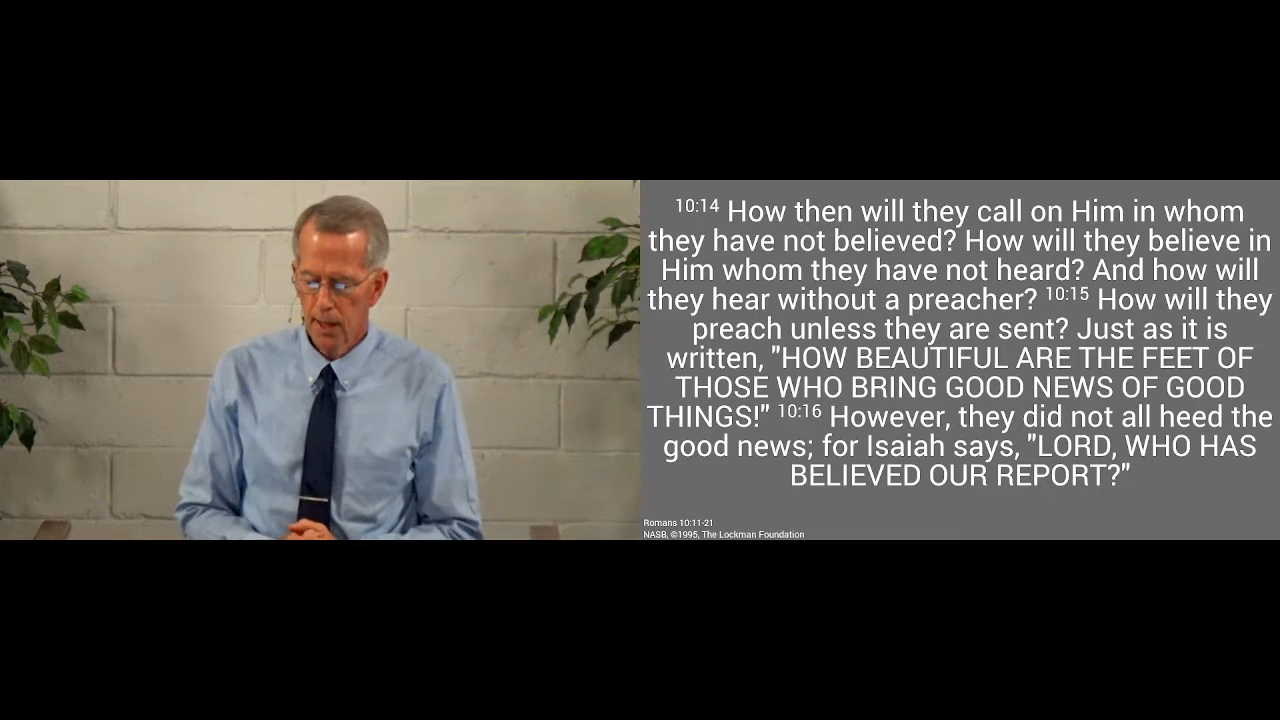 10:14 How then will they call on Him in whom
they have not believed? How will they believe in
Him whom they have not heard? And how will
they hear without a preacher? 10:15 How will they
preach unless they are sent? Just as it is
written, "HOW BEAUTIFUL ARE THE FEET OF
THOSE WHO BRING GOOD NEWS OF GOOD
THINGS!" 10:16 However, they did not all heed the
good news; for Isaiah says, "LORD, WHO HAS
BELIEVED OUR REPORT?"
Romans 10:11-21
NASB, ©1995, The Lockman Foundation